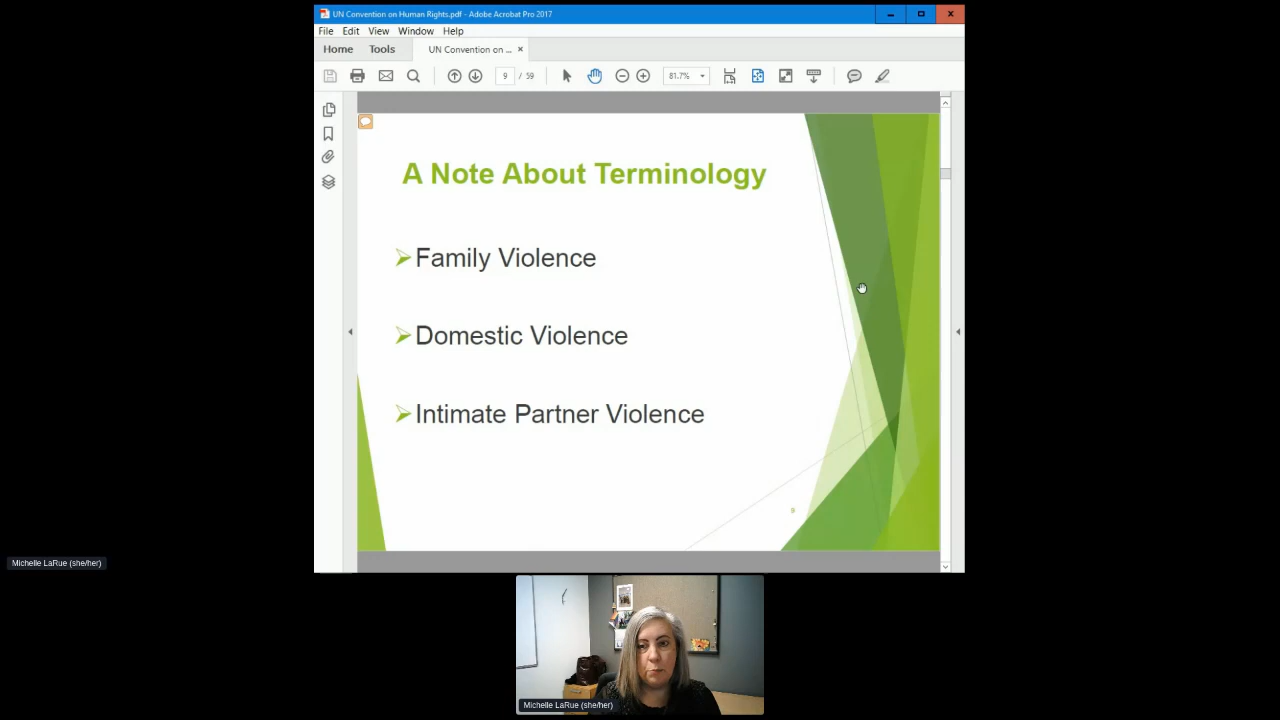 UN Convention on Human Rights.pdf - Adobe Acrobat Pro 2017
File Edit View Window Help
Home Tools UN Convention on ... ×
9 / 59 81.7%
A Note About Terminology
Family Violence
Domestic Violence
Intimate Partner Violence
9
Michelle LaRue (she/her)
Michelle LaRue (she/her)